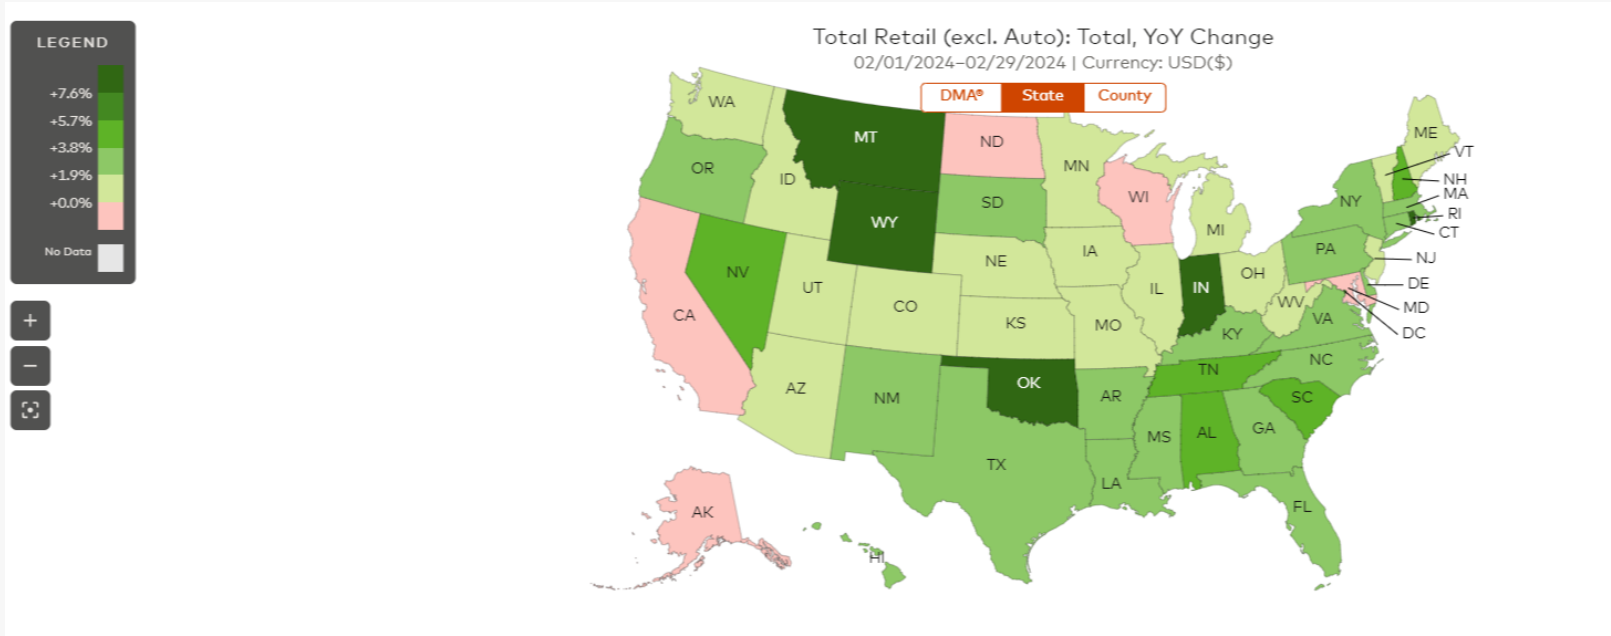 LEGEND
+7.6%
+5.7%
+3.8%
+1.9%
+0.0%
No Data
+
−
Total Retail (excl. Auto): Total, YoY Change
02/01/2024–02/29/2024 | Currency: USD($)
DMA® State County
WA
MT
ND
MN
ME
VT
OR
ID
SD
WI
NH
MA
NY
RI
WY
MI
CT
NE
IA
PA
NJ
NV
UT
IL
IN
OH
DE
CO
WV
MD
CA
KS
MO
KY
VA
DC
AZ
NM
OK
AR
TN
NC
SC
MS
AL
GA
TX
LA
FL
AK
HI